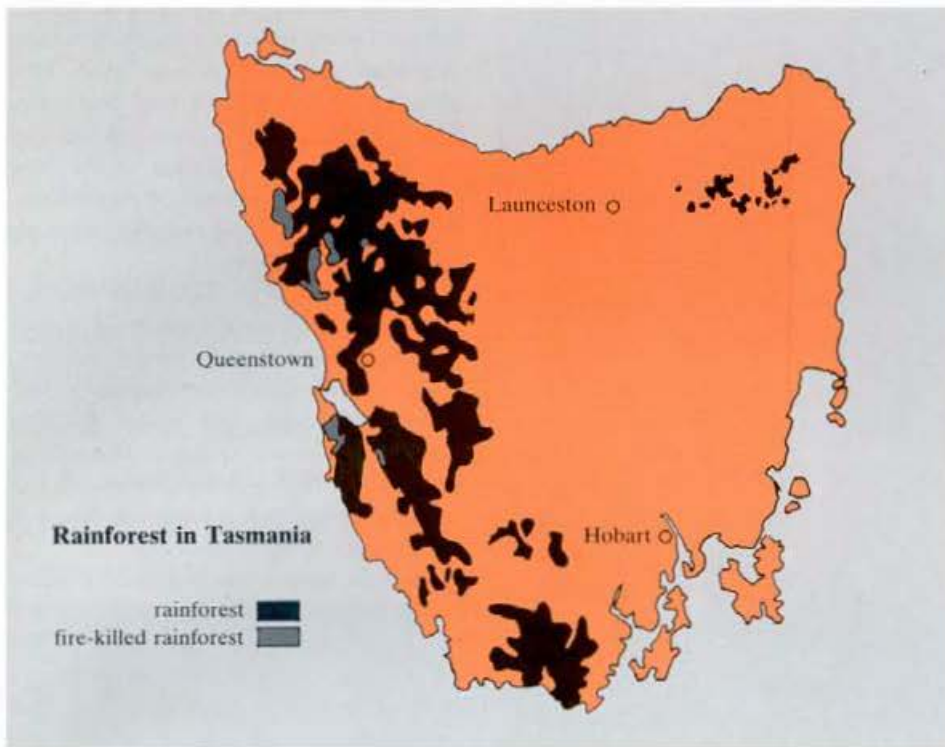 Launceston
Queenstown
Hobart
Rainforest in Tasmania
rainforest
fire-killed rainforest